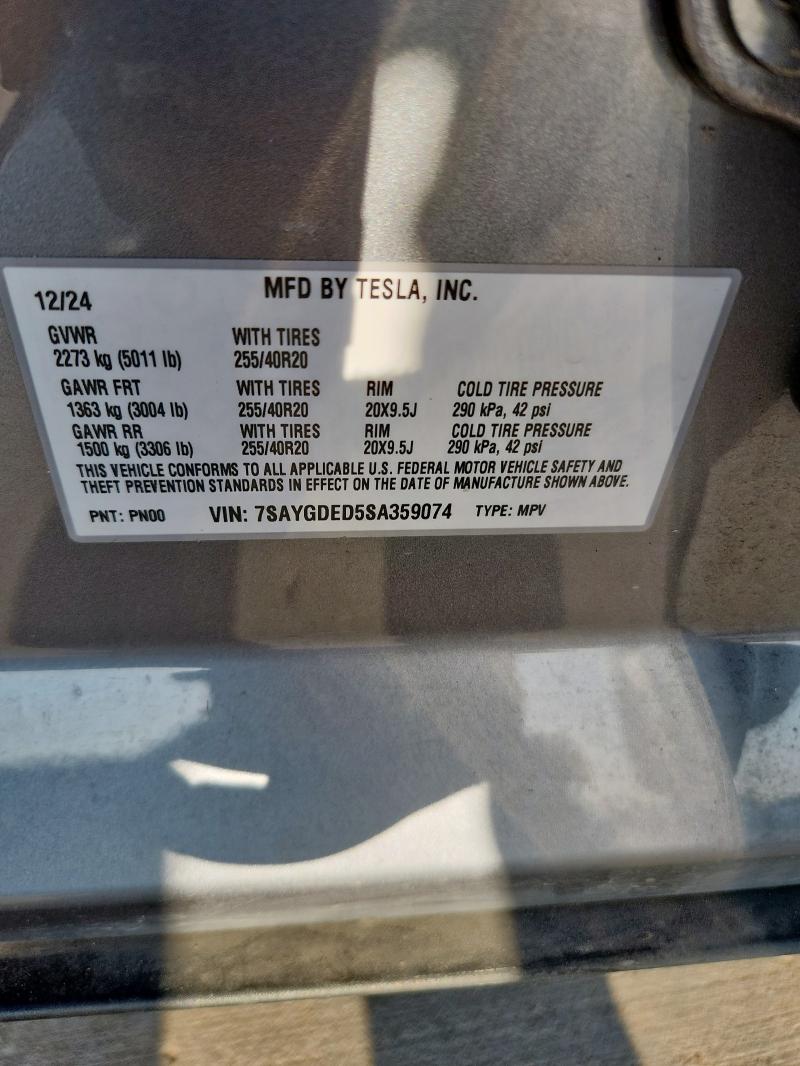 12/24 MFD BY TESLA, INC.
GVWR WITH TIRES
2273 kg (5011 lb) 255/40R20
GAWR FRT WITH TIRES RIM COLD TIRE PRESSURE
1363 kg (3004 lb) 255/40R20 20X9.5J 290 kPa, 42 psi
GAWR RR WITH TIRES RIM COLD TIRE PRESSURE
1500 kg (3306 lb) 255/40R20 20X9.5J 290 kPa, 42 psi
THIS VEHICLE CONFORMS TO ALL APPLICABLE U.S. FEDERAL MOTOR VEHICLE SAFETY AND
THEFT PREVENTION STANDARDS IN EFFECT ON THE DATE OF MANUFACTURE SHOWN ABOVE.
PNT: PN00 VIN: 7SAYGDED5SA359074 TYPE: MPV